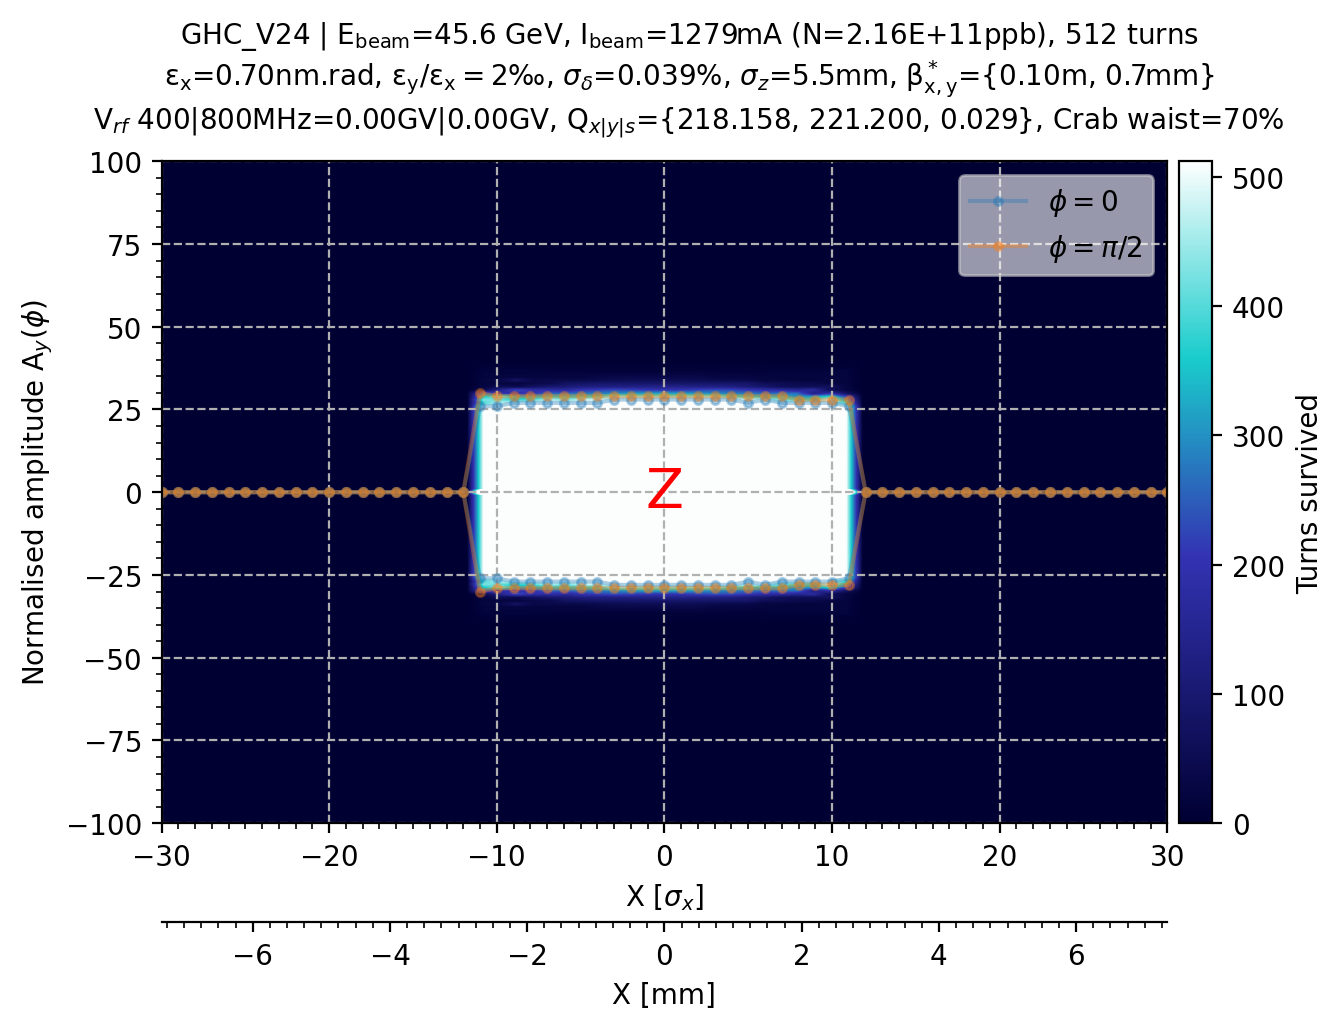 GHC_V24 | E_beam=45.6 GeV, I_beam=1279mA (N=2.16E+11ppb), 512 turns
ε_x=0.70nm.rad, ε_y/ε_x = 2‰, σ_δ=0.039%, σ_z=5.5mm, β*_x,y={0.10m, 0.7mm}
V_rf 400|800MHz=0.00GV|0.00GV, Q_x|y|s={218.158, 221.200, 0.029}, Crab waist=70%
100
75
50
25
0
−25
−50
−75
−100
Normalised amplitude A_y(ϕ)
ϕ = 0
ϕ = π/2
Z
−30 −20 −10 0 10 20 30
X [σ_x]
−6 −4 −2 0 2 4 6
X [mm]
500
400
300
200
100
0
Turns survived